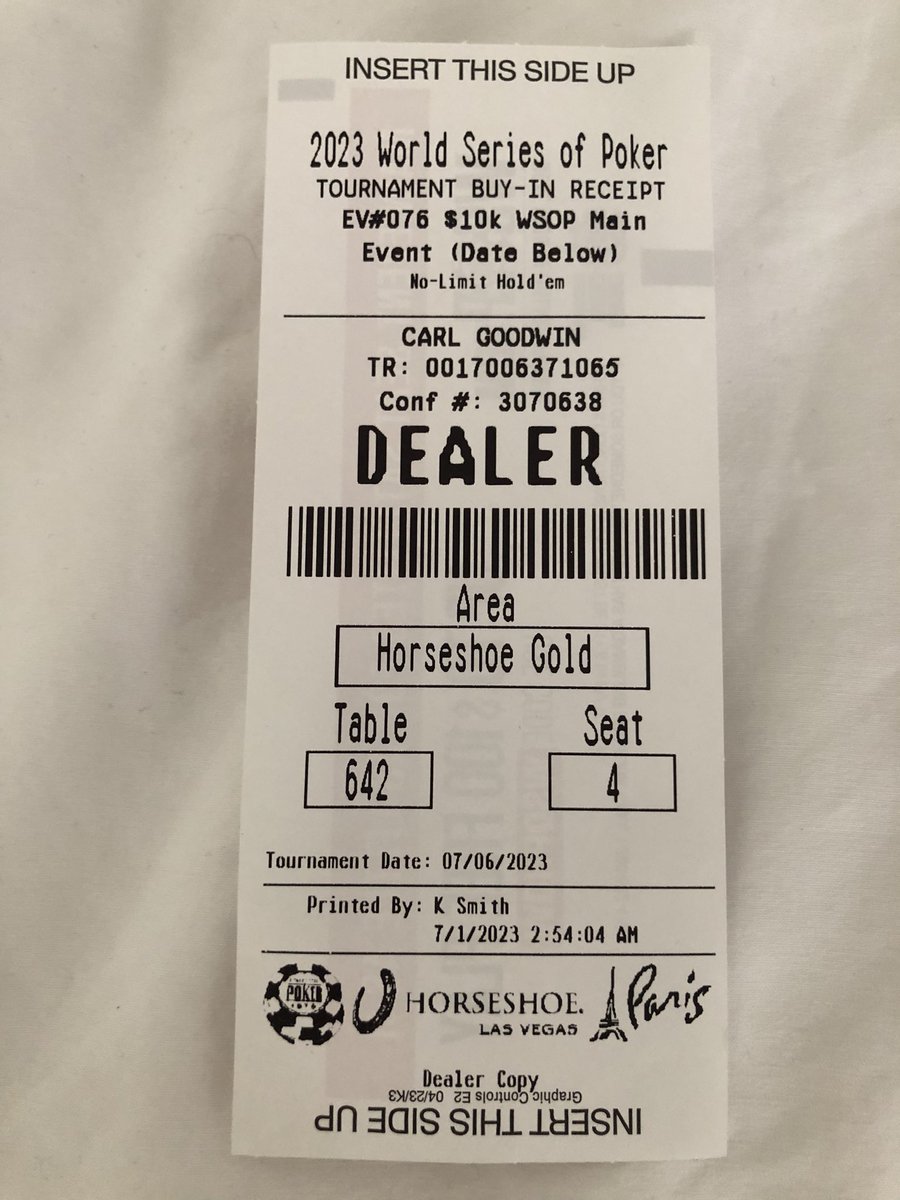 INSERT THIS SIDE UP
2023 World Series of Poker
TOURNAMENT BUY-IN RECEIPT
EV#076 $10k WSOP Main
Event (Date Below)
No-Limit Hold'em
CARL GOODWIN
TR: 0017006371065
Conf #: 3070638
DEALER
Area
Horseshoe Gold
Table Seat
642 4
Tournament Date: 07/06/2023
Printed By: K Smith
7/1/2023 2:54:04 AM
POKER
HORSESHOE.
LAS VEGAS
Paris
Dealer Copy
Graphic Controls E2 04/23/K3
INSERT THIS SIDE UP